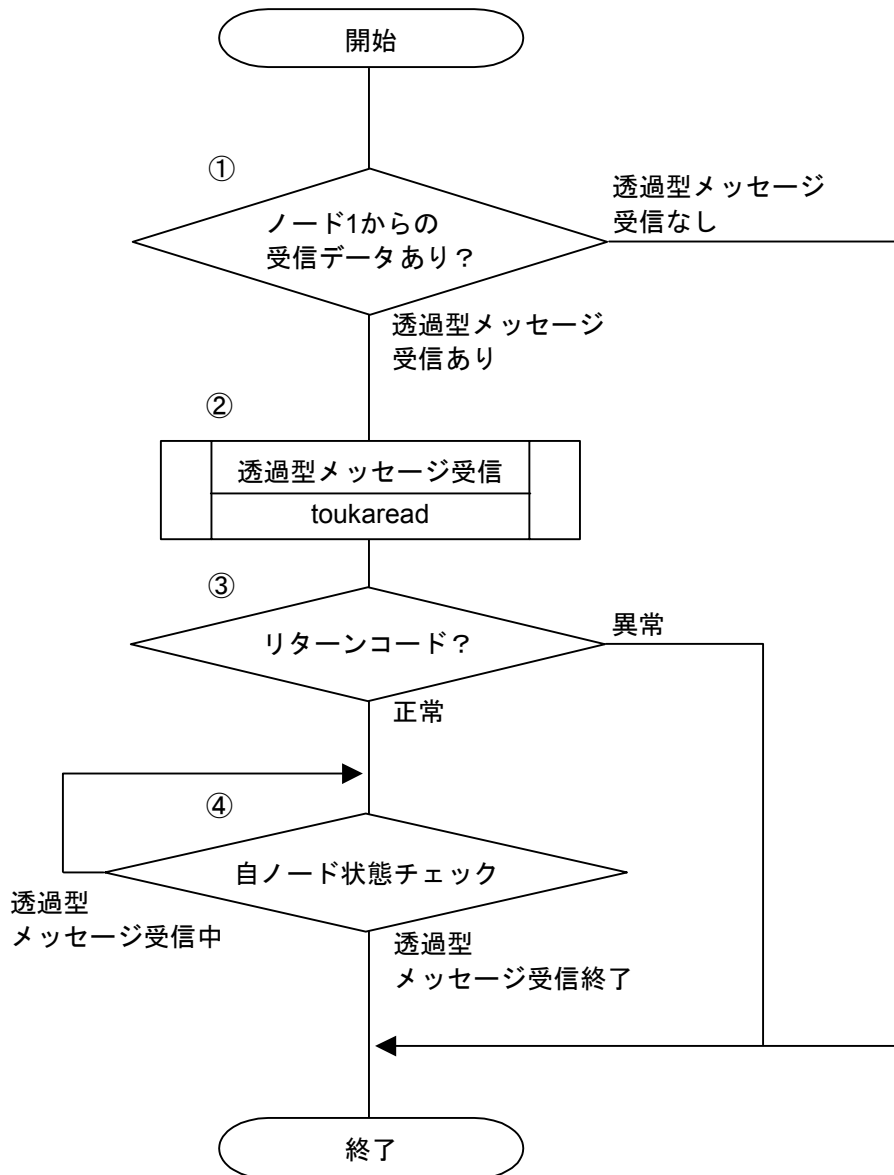 開始
①
ノード1からの
受信データあり？
透過型メッセージ
受信なし
透過型メッセージ
受信あり
②
透過型メッセージ受信
toukaread
③
リターンコード？
異常
正常
④
自ノード状態チェック
透過型
メッセージ受信中
透過型
メッセージ受信終了
終了